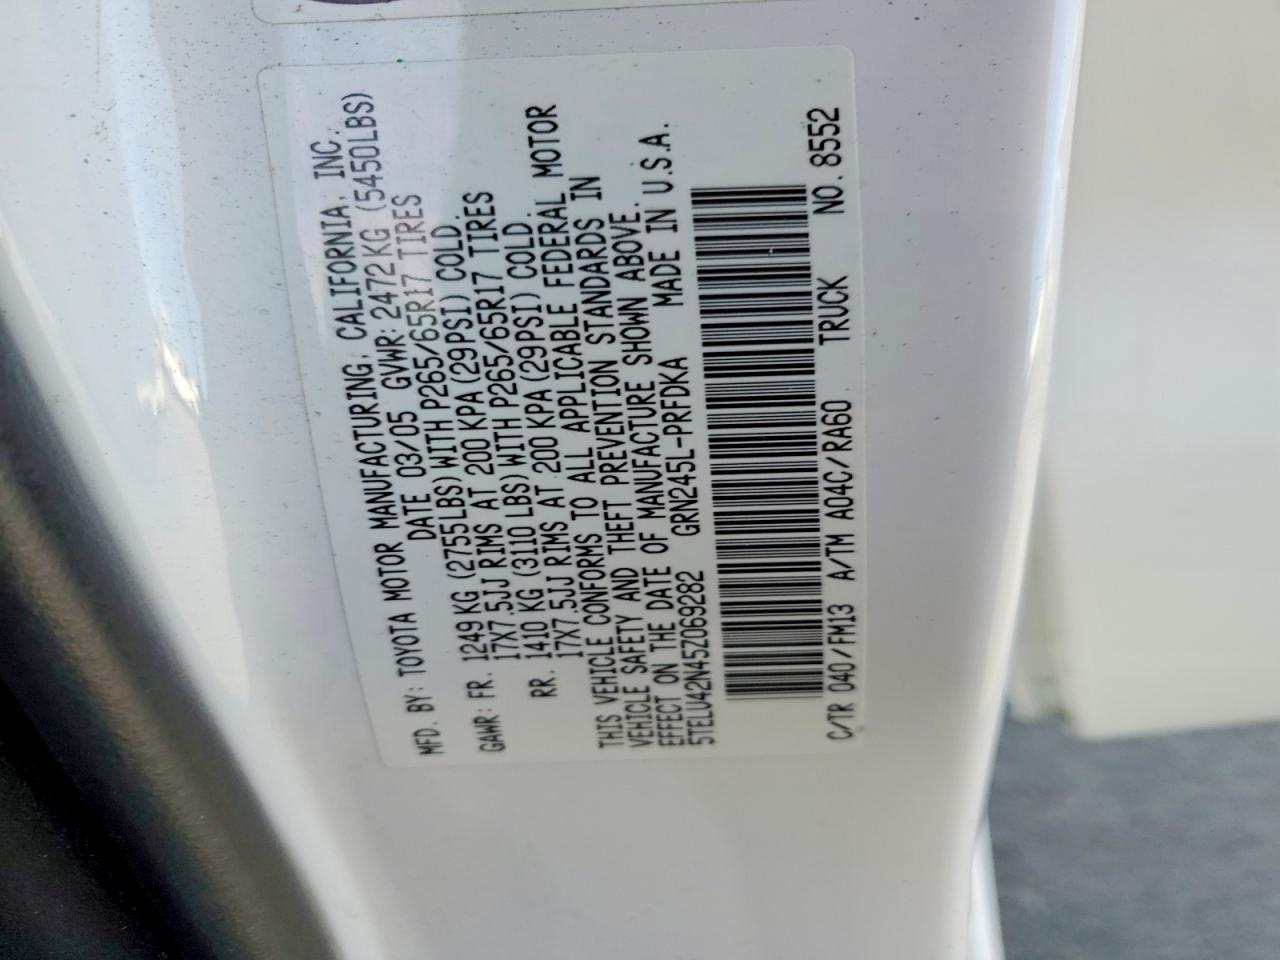 MFD. BY: TOYOTA MOTOR MANUFACTURING, CALIFORNIA, INC.
DATE 03/05 GVWR: 2472KG (5450LBS)
GAWR: FR. 1249KG (2755LBS) WITH P265/65R17 TIRES
17X7.5JJ RIMS AT 200 KPA (29PSI) COLD.
RR. 1410 KG (3110 LBS) WITH P265/65R17 TIRES
17X7.5JJ RIMS AT 200 KPA (29PSI) COLD.
THIS VEHICLE CONFORMS TO ALL APPLICABLE FEDERAL MOTOR
VEHICLE SAFETY AND THEFT PREVENTION STANDARDS IN
EFFECT ON THE DATE OF MANUFACTURE SHOWN ABOVE.
5TELU42N45Z069282 GRN245L-PRFDKA MADE IN U.S.A.
C/TR 040/FM13 A/TM A04C/RA60 TRUCK NO. 8552